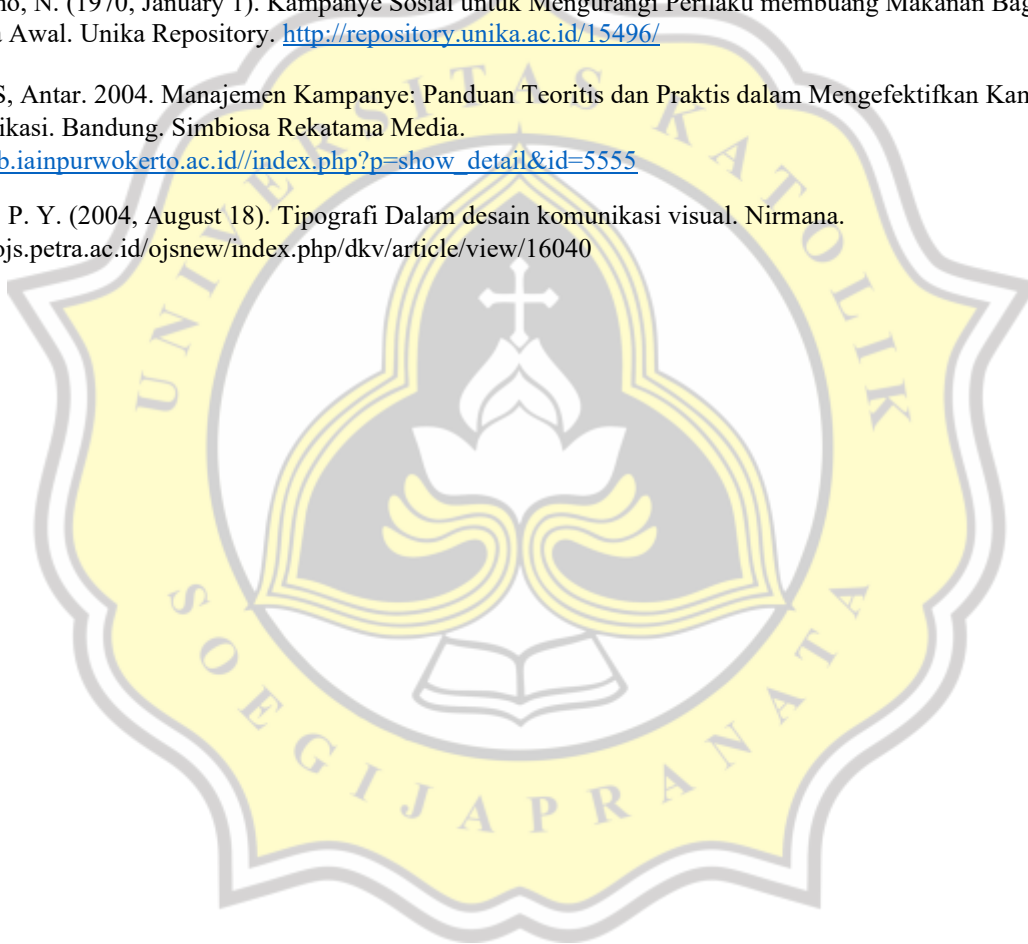 no, N. (1970, January 1). Kampanye Sosial untuk Mengurangi Perilaku membuang Makanan Bag
Awal. Unika Repository. http://repository.unika.ac.id/15496/
S, Antar. 2004. Manajemen Kampanye: Panduan Teoritis dan Praktis dalam Mengefektifkan Kan
ikasi. Bandung. Simbiosa Rekatama Media.
b.iainpurwokerto.ac.id//index.php?p=show_detail&id=5555
P. Y. (2004, August 18). Tipografi Dalam desain komunikasi visual. Nirmana.
ojs.petra.ac.id/ojsnew/index.php/dkv/article/view/16040
UNIVERSITAS KATOLIK
SOEGIJAPRANATA